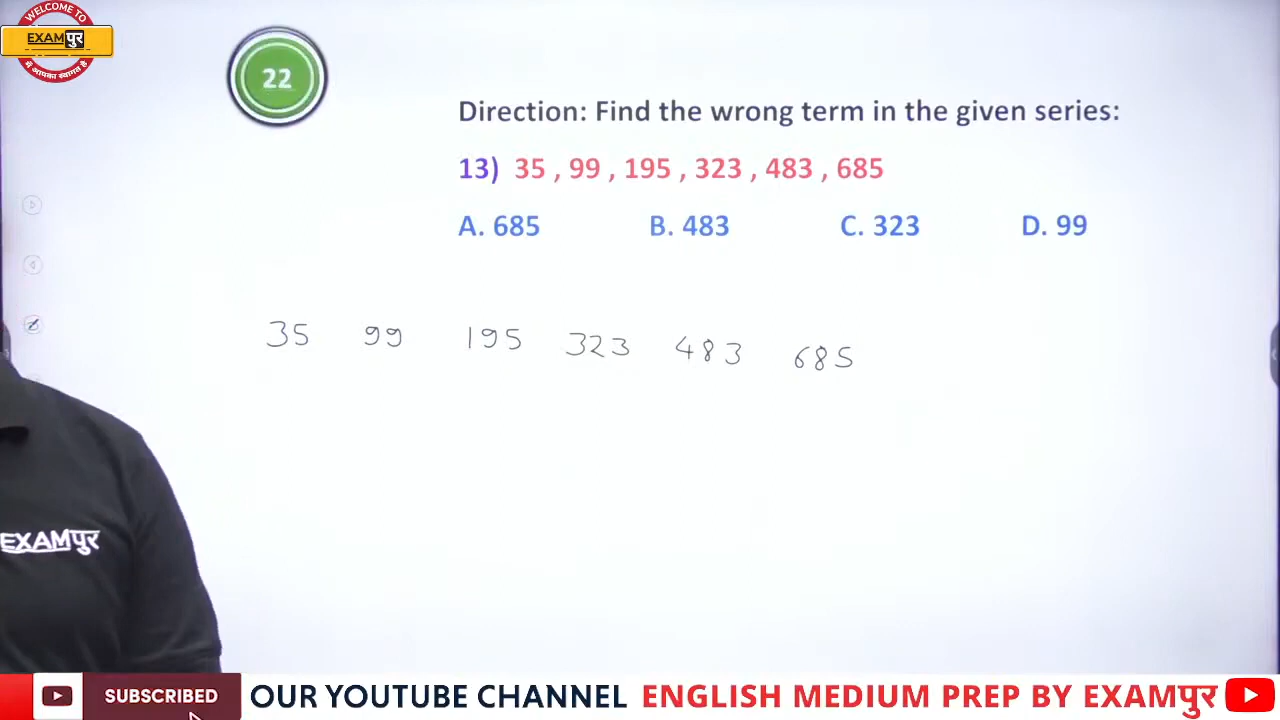 WELCOME TO
EXAMपुर
में आपका स्वागत है
22
Direction: Find the wrong term in the given series:
13) 35 , 99 , 195 , 323 , 483 , 685
A. 685 B. 483 C. 323 D. 99
35 99 195 323 483 685
EXAMपुर
SUBSCRIBED
OUR YOUTUBE CHANNEL ENGLISH MEDIUM PREP BY EXAMपुर